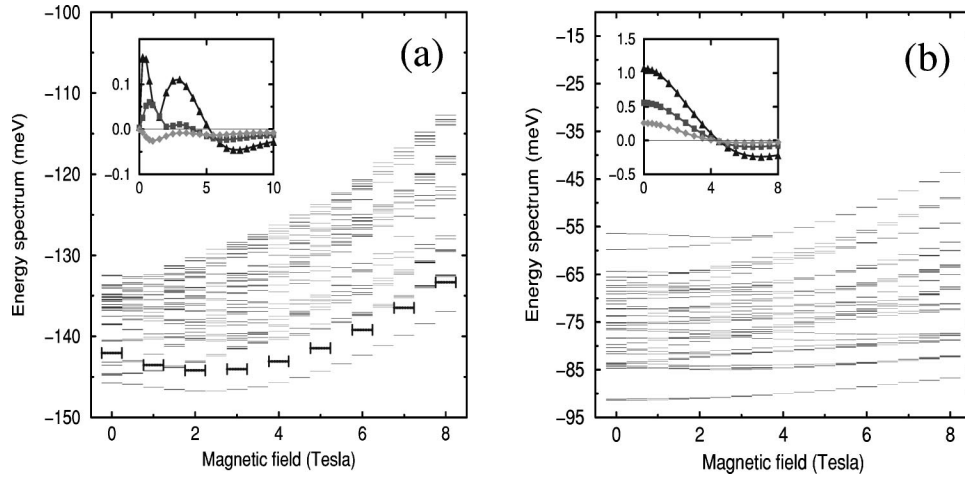 (a)
Energy spectrum (meV)
−100
−110
−120
−130
−140
−150
0.1
0.0
−0.1
0 5 10
0 2 4 6 8
Magnetic field (Tesla)
(b)
Energy spectrum (meV)
−15
−25
−35
−45
−55
−65
−75
−85
−95
1.5
1.0
0.5
0.0
−0.5
0 2 4 6 8
0 2 4 6 8
Magnetic field (Tesla)